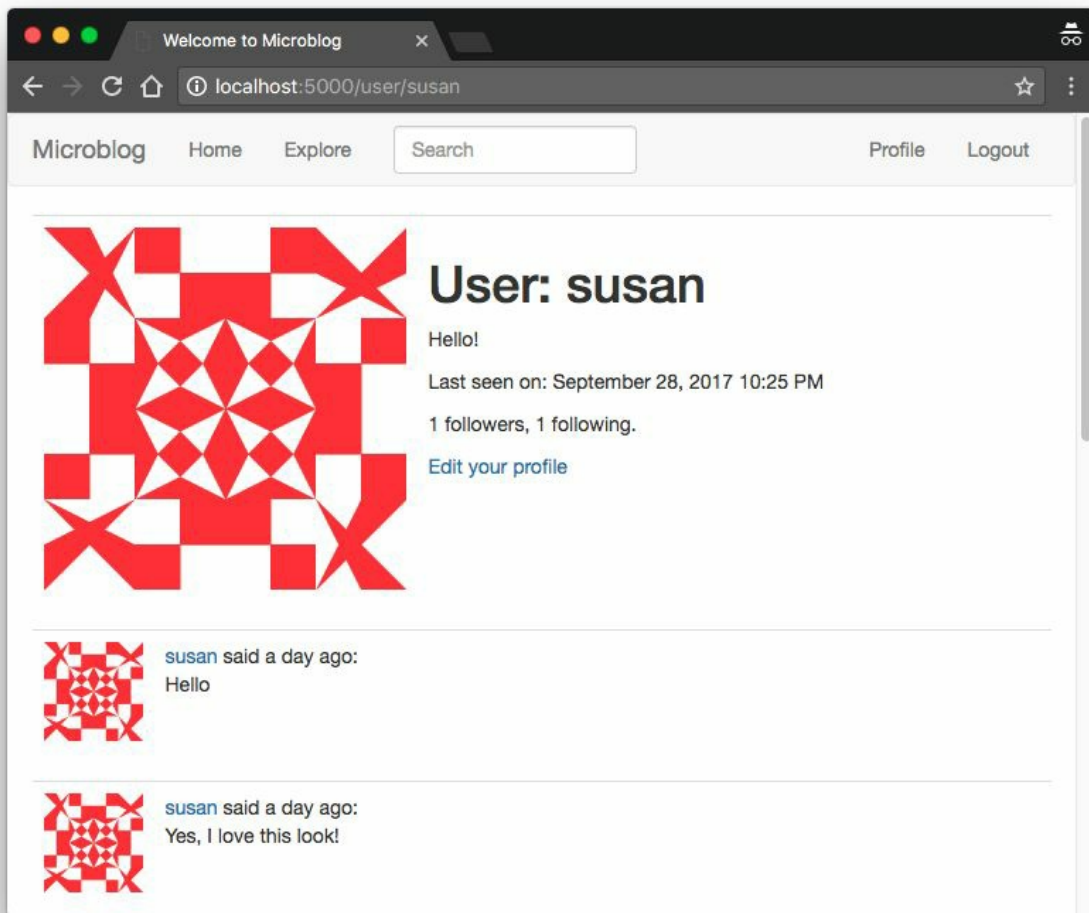 Welcome to Microblog
localhost:5000/user/susan
Microblog Home Explore Search Profile Logout
User: susan
Hello!
Last seen on: September 28, 2017 10:25 PM
1 followers, 1 following.
Edit your profile
susan said a day ago:
Hello
susan said a day ago:
Yes, I love this look!